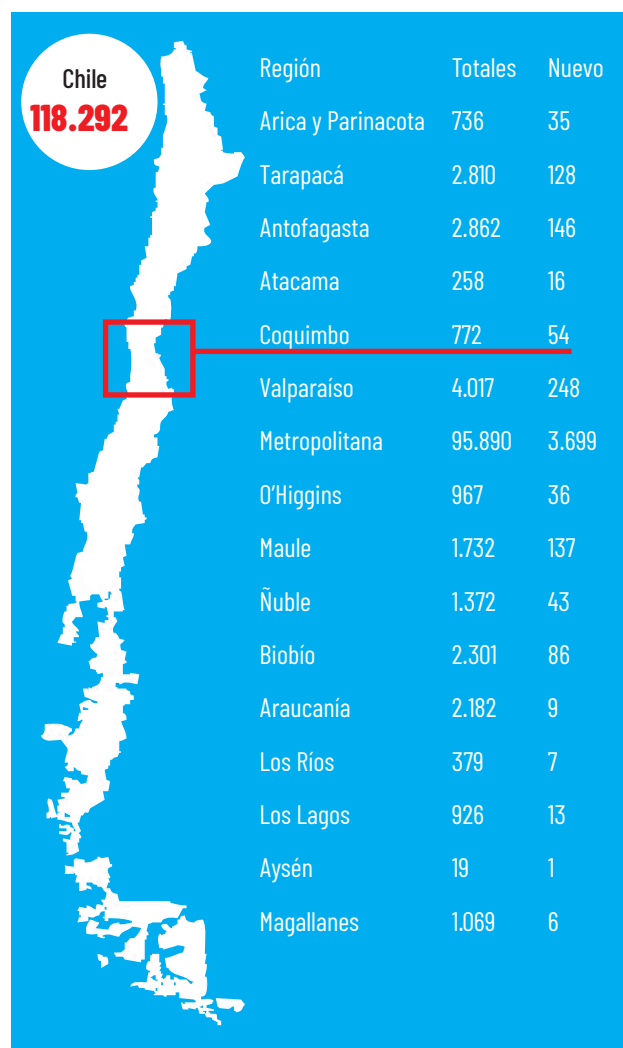 Chile
118.292
Región Totales Nuevo
Arica y Parinacota 736 35
Tarapacá 2.810 128
Antofagasta 2.862 146
Atacama 258 16
Coquimbo 772 54
Valparaíso 4.017 248
Metropolitana 95.890 3.699
O’Higgins 967 36
Maule 1.732 137
Ñuble 1.372 43
Biobío 2.301 86
Araucanía 2.182 9
Los Ríos 379 7
Los Lagos 926 13
Aysén 19 1
Magallanes 1.069 6